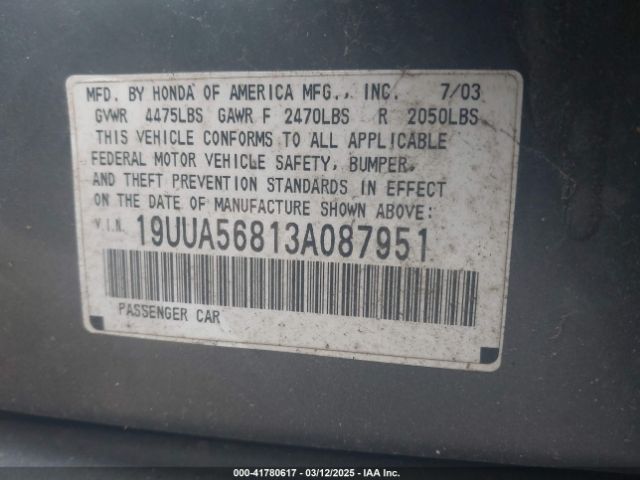 MFD. BY HONDA OF AMERICA MFG., INC. 7/03
GVWR 4475LBS GAWR F 2470LBS R 2050LBS
THIS VEHICLE CONFORMS TO ALL APPLICABLE
FEDERAL MOTOR VEHICLE SAFETY, BUMPER,
AND THEFT PREVENTION STANDARDS IN EFFECT
ON THE DATE OF MANUFACTURE SHOWN ABOVE:
V.I.N. 19UUA56813A087951
PASSENGER CAR
000-41780617 - 03/12/2025 - IAA Inc.